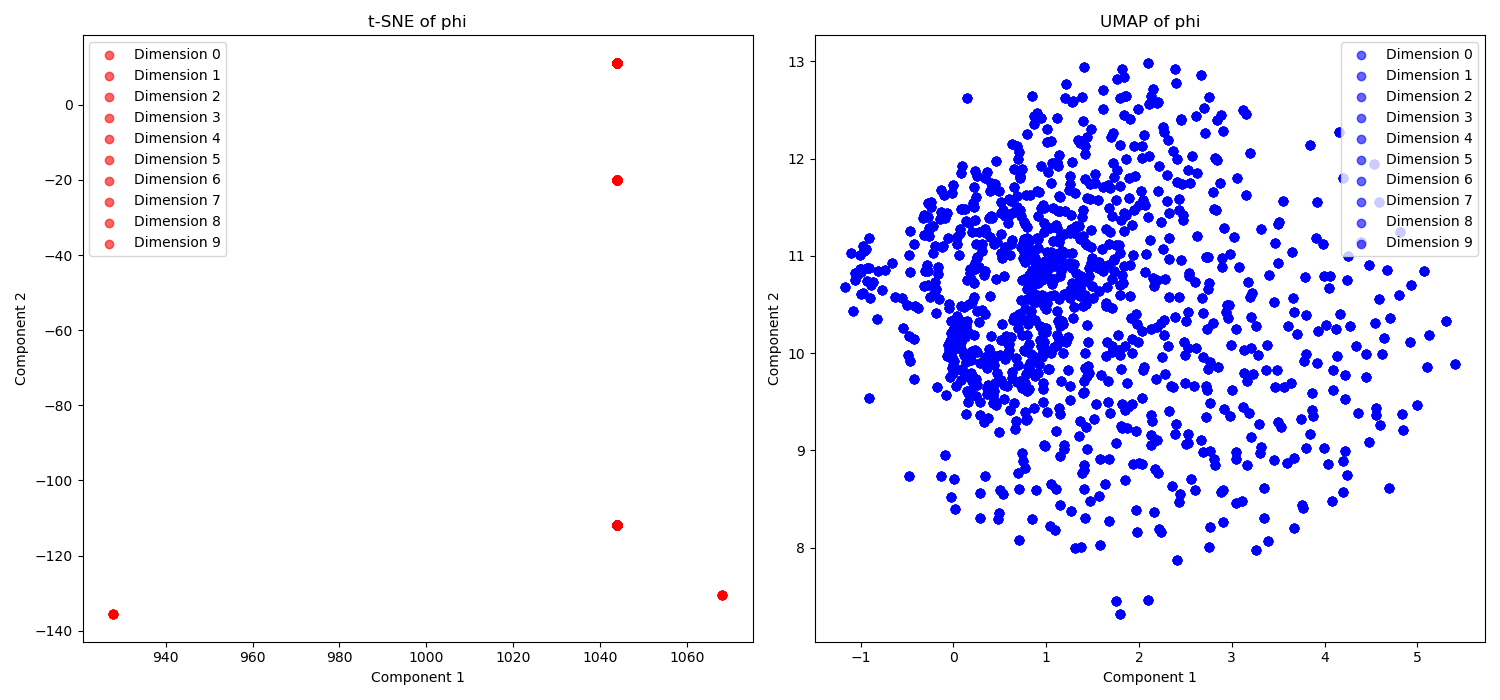 t-SNE of phi
Dimension 0
Dimension 1
Dimension 2
Dimension 3
Dimension 4
Dimension 5
Dimension 6
Dimension 7
Dimension 8
Dimension 9
0
−20
−40
−60
−80
−100
−120
−140
Component 2
940
960
980
1000
1020
1040
1060
Component 1
UMAP of phi
Dimension 0
Dimension 1
Dimension 2
Dimension 3
Dimension 4
Dimension 5
Dimension 6
Dimension 7
Dimension 8
Dimension 9
13
12
11
10
9
8
Component 2
−1
0
1
2
3
4
5
Component 1